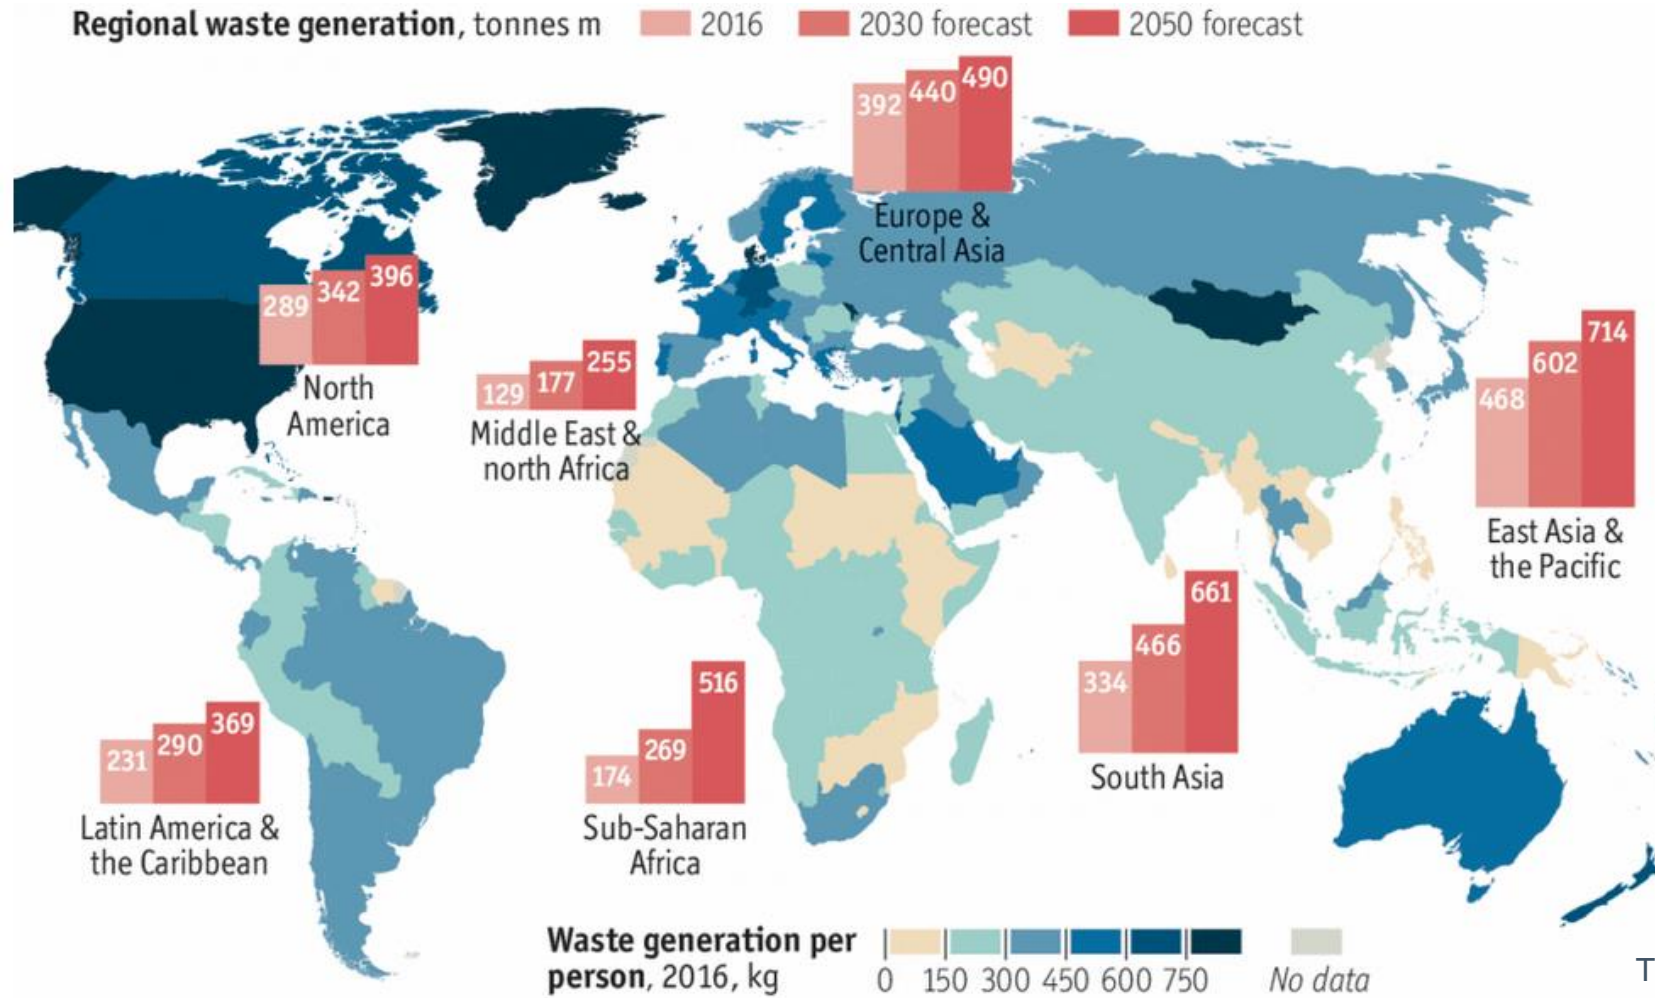 Regional waste generation, tonnes m 2016 2030 forecast 2050 forecast
392 440 490
Europe &
Central Asia
289 342 396
North
America
129 177 255
Middle East &
north Africa
468 602 714
East Asia &
the Pacific
334 466 661
South Asia
231 290 369
Latin America &
the Caribbean
174 269 516
Sub-Saharan
Africa
Waste generation per
person, 2016, kg
0 150 300 450 600 750
No data
T